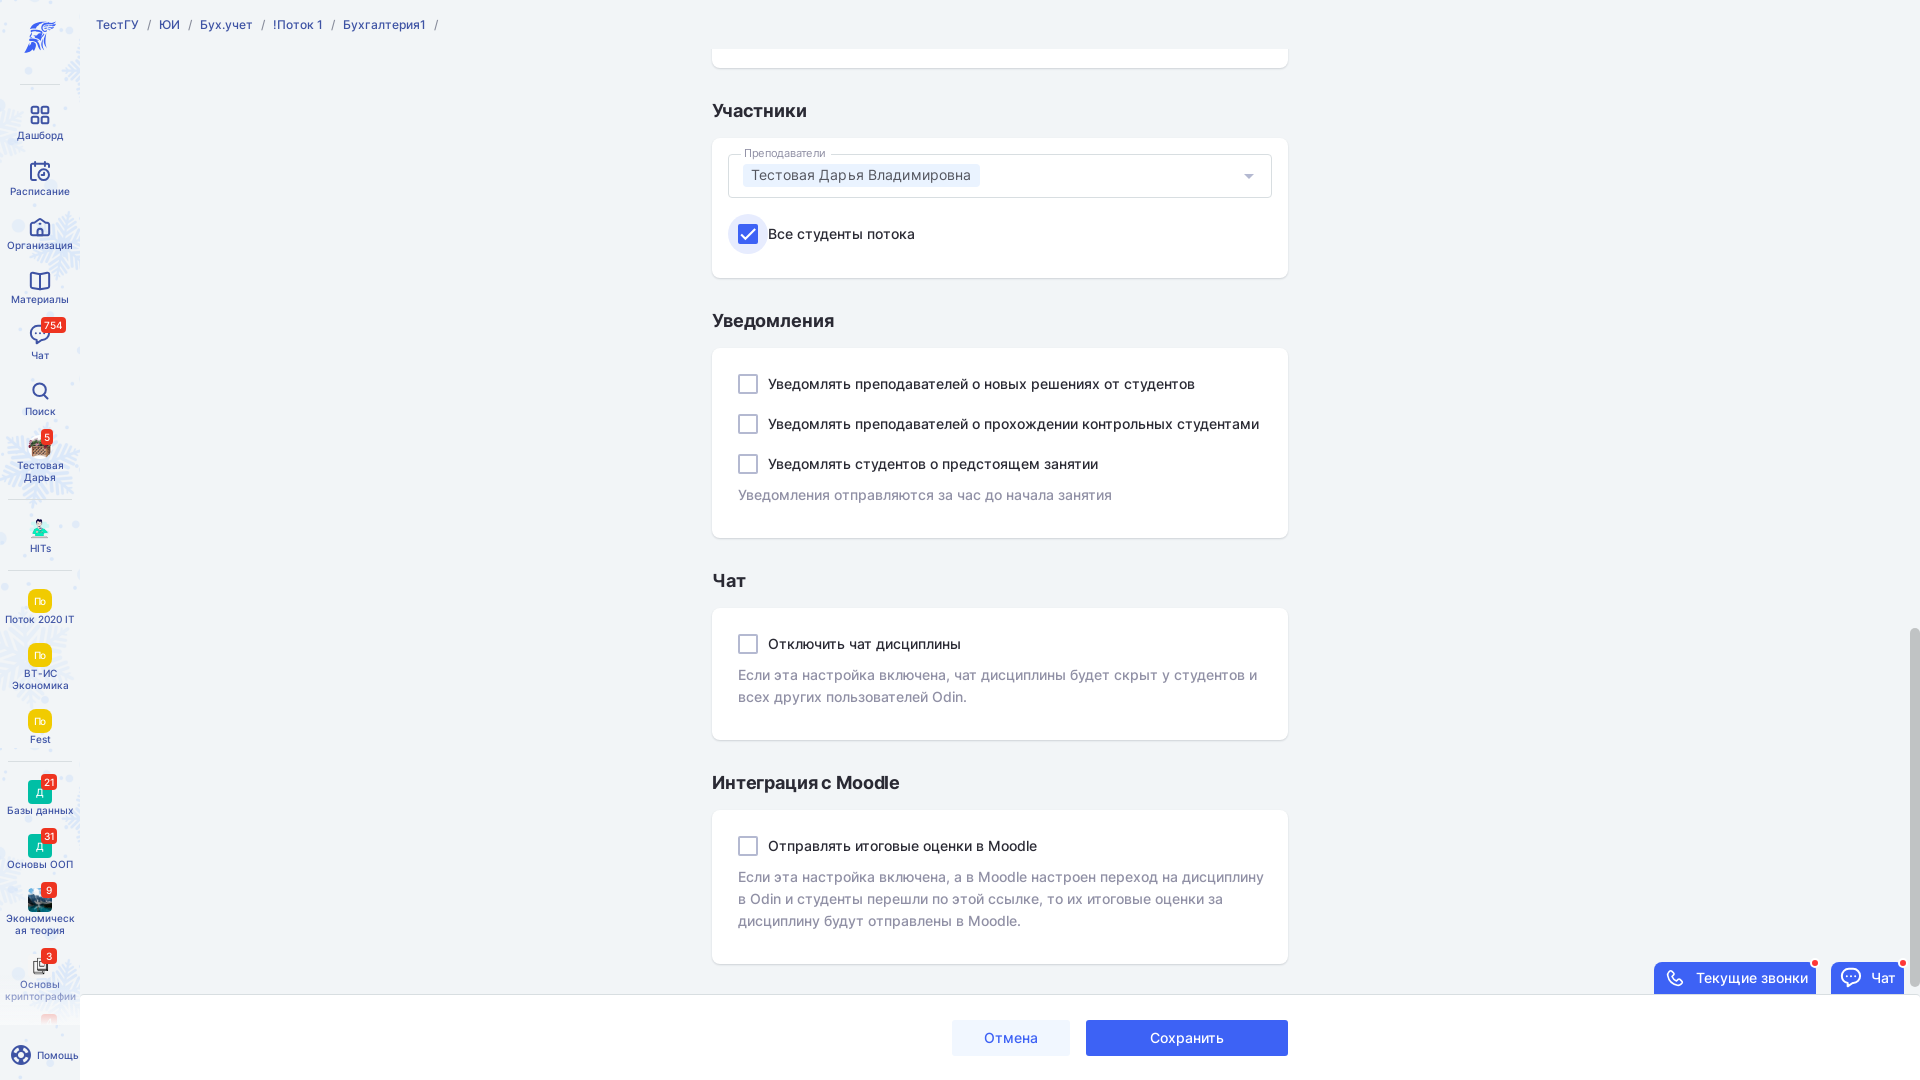 ТестГУ / ЮИ / Бух.учет / !Поток 1 / Бухгалтерия1 /
Дашборд
Расписание
Организация
Материалы
754
Чат
Поиск
5
Тестовая
Дарья
HITs
По
Поток 2020 IT
По
ВТ-ИС
Экономика
По
Fest
21
Д
Базы данных
31
Д
Основы ООП
9
Экономическ
ая теория
3
Основы
криптографии
Помощь
Участники
Преподаватели
Тестовая Дарья Владимировна
Все студенты потока
Уведомления
Уведомлять преподавателей о новых решениях от студентов
Уведомлять преподавателей о прохождении контрольных студентами
Уведомлять студентов о предстоящем занятии
Уведомления отправляются за час до начала занятия
Чат
Отключить чат дисциплины
Если эта настройка включена, чат дисциплины будет скрыт у студентов и
всех других пользователей Odin.
Интеграция с Moodle
Отправлять итоговые оценки в Moodle
Если эта настройка включена, а в Moodle настроен переход на дисциплину
в Odin и студенты перешли по этой ссылке, то их итоговые оценки за
дисциплину будут отправлены в Moodle.
Текущие звонки
Чат
Отмена
Сохранить